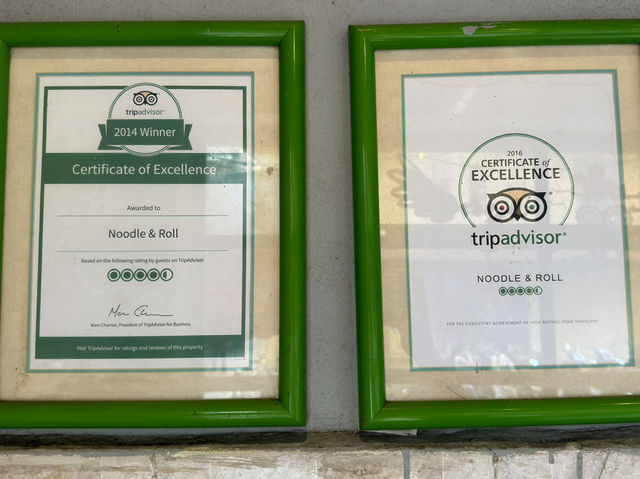 tripadvisor®
2014 Winner
Certificate of Excellence
Awarded to
Noodle & Roll
Based on the following rating by guests on TripAdvisor
Marc Charron, President of TripAdvisor for Business
Visit TripAdvisor for ratings and reviews of this property
2016
CERTIFICATE of
EXCELLENCE
tripadvisor®
NOODLE & ROLL
FOR THE CONSISTENT ACHIEVEMENT OF HIGH RATINGS FROM TRAVELERS